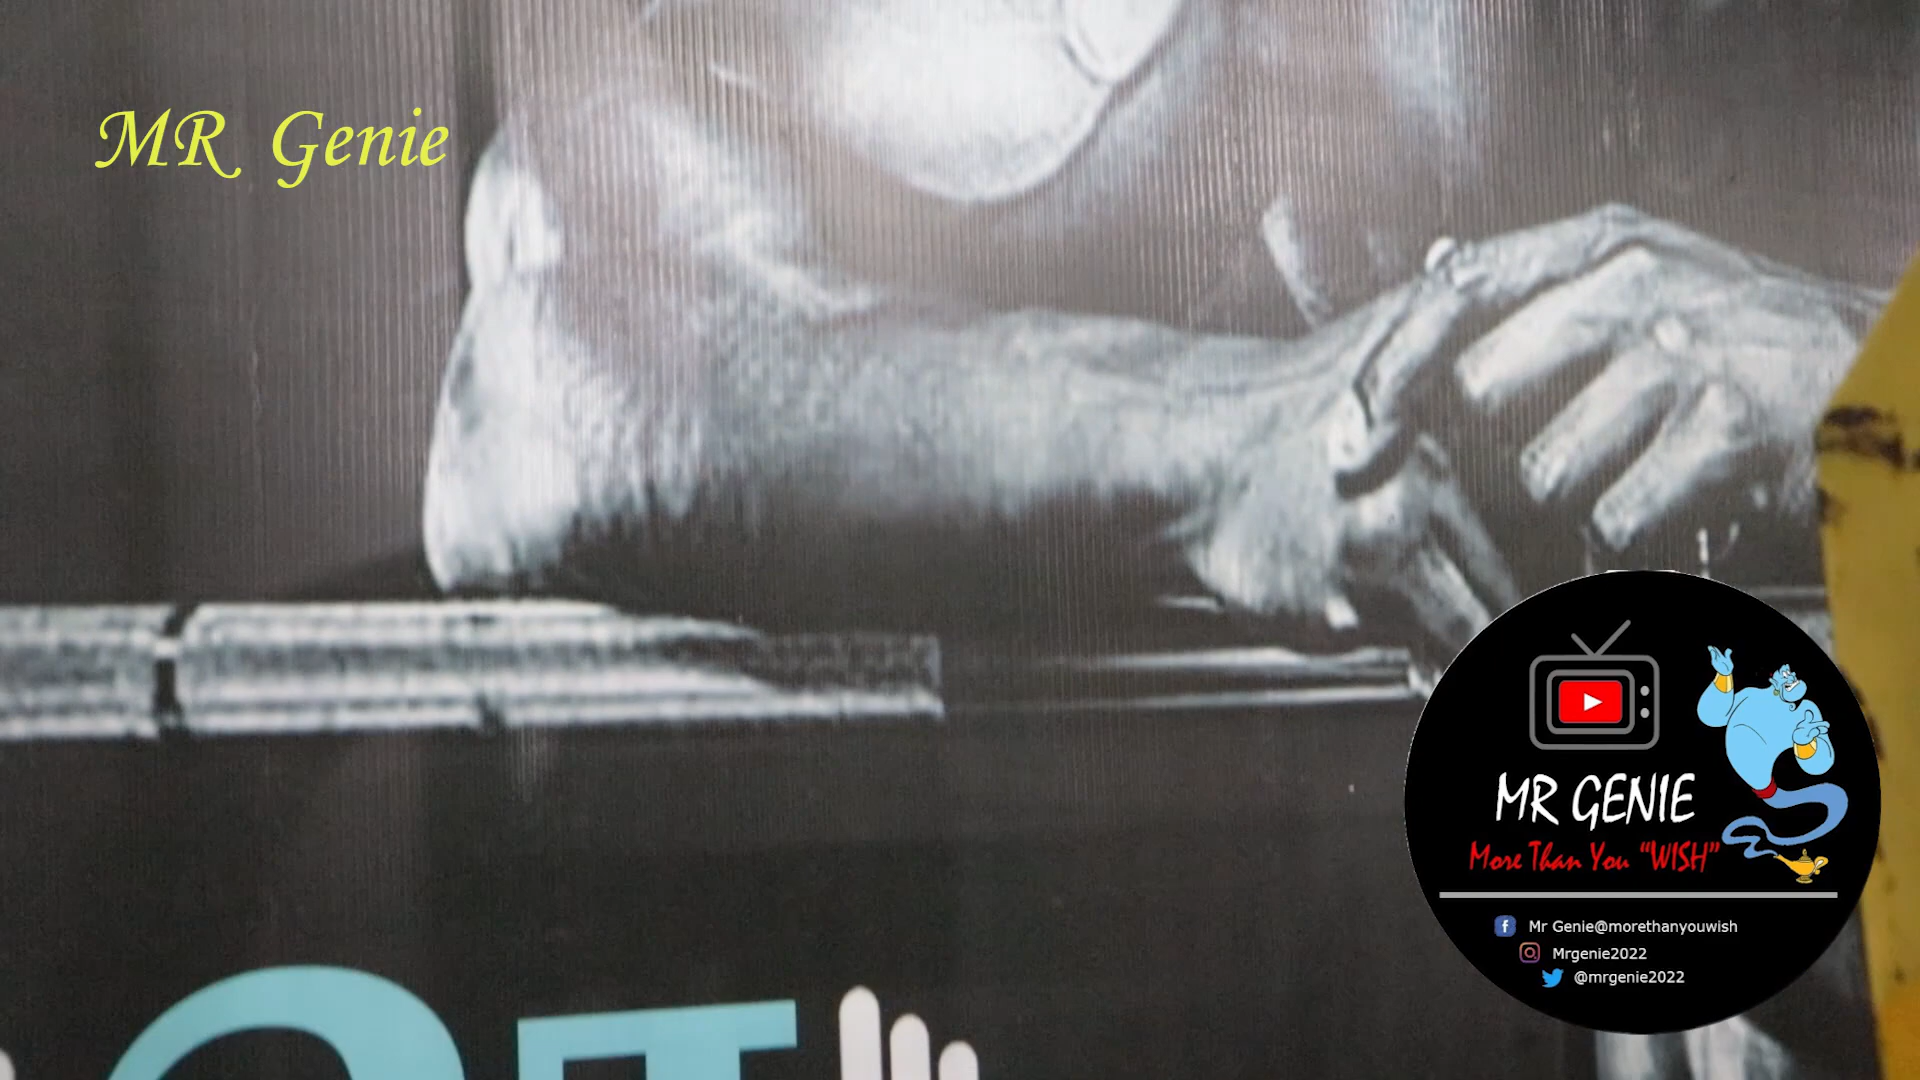 MR Genie
MR GENIE
More Than You "WISH"
Mr Genie@morethanyouwish
Mrgenie2022
@mrgenie2022